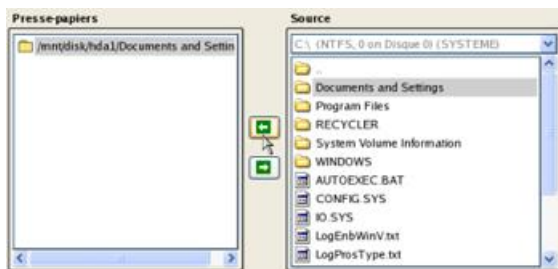 Presse-papiers
/mnt/disk/hda1/Documents and Settin
Source
C:\ (NTFS, 0 on Disque 0) (SYSTEME)
..
Documents and Settings
Program Files
RECYCLER
System Volume Information
WINDOWS
AUTOEXEC.BAT
CONFIG.SYS
IO.SYS
LogEnbWinV.txt
LogProsType.txt